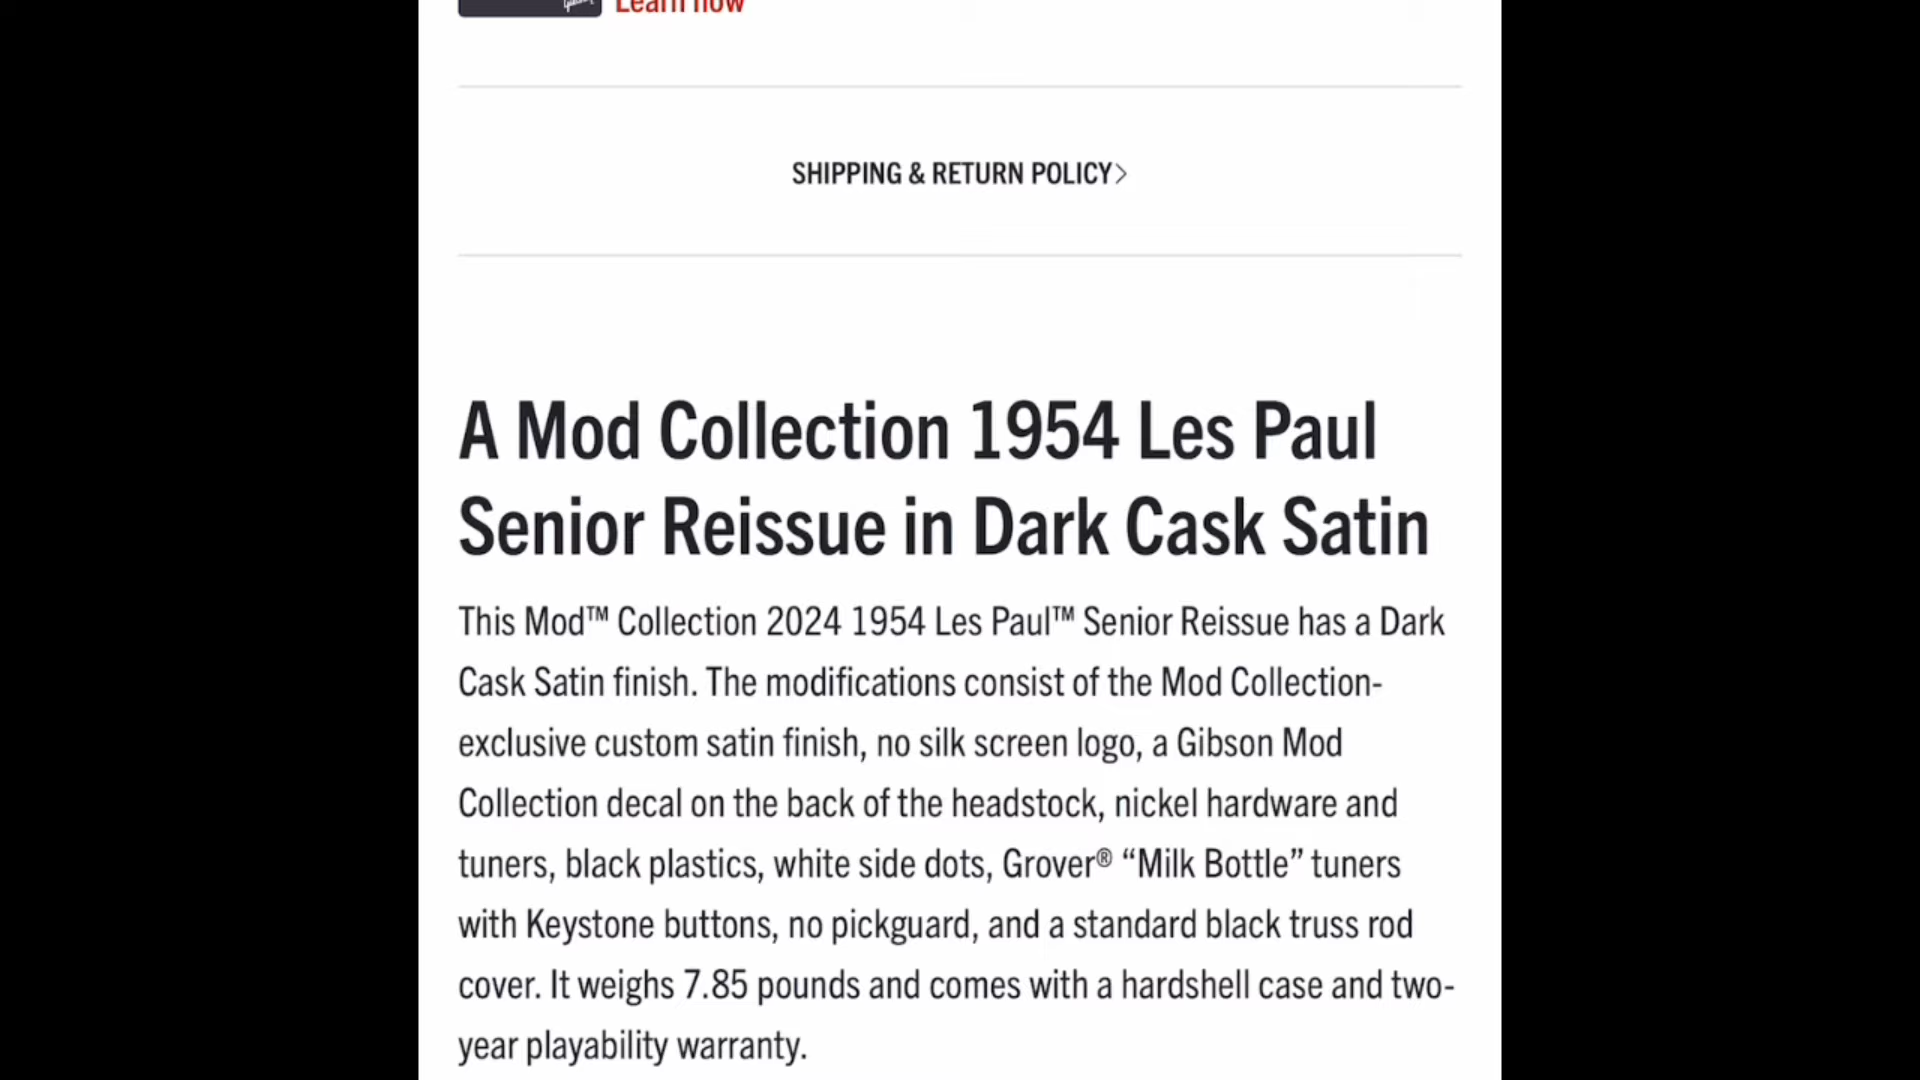 Learn now
SHIPPING & RETURN POLICY>
A Mod Collection 1954 Les Paul
Senior Reissue in Dark Cask Satin
This Mod™ Collection 2024 1954 Les Paul™ Senior Reissue has a Dark
Cask Satin finish. The modifications consist of the Mod Collection-
exclusive custom satin finish, no silk screen logo, a Gibson Mod
Collection decal on the back of the headstock, nickel hardware and
tuners, black plastics, white side dots, Grover® “Milk Bottle” tuners
with Keystone buttons, no pickguard, and a standard black truss rod
cover. It weighs 7.85 pounds and comes with a hardshell case and two-
year playability warranty.